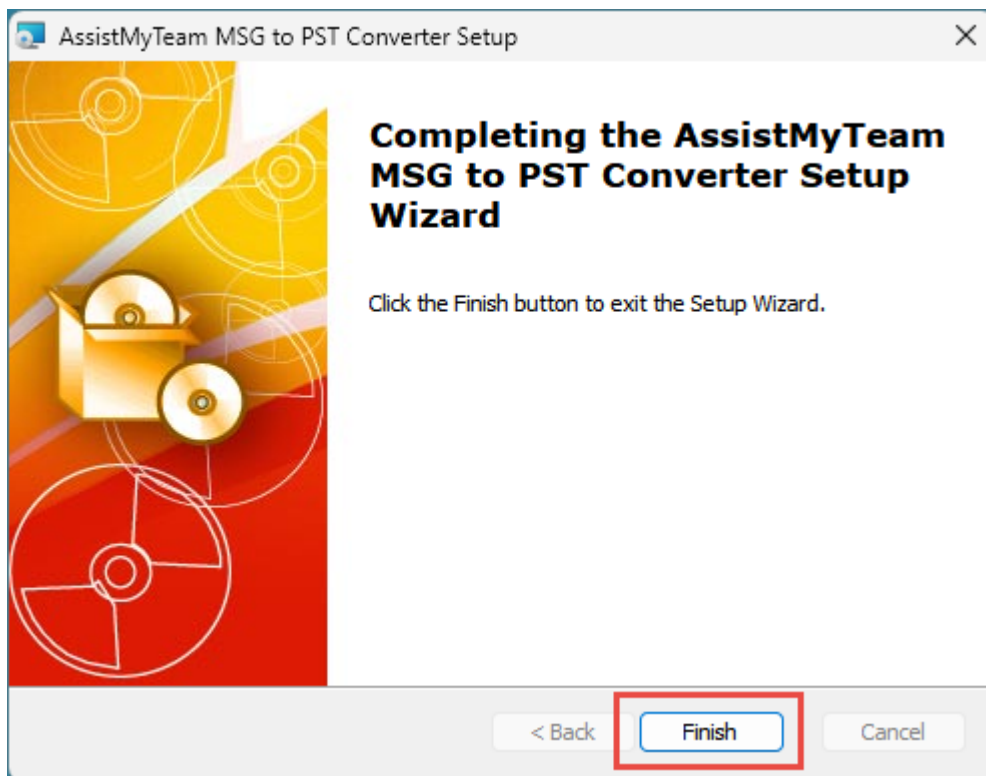 AssistMyTeam MSG to PST Converter Setup
Completing the AssistMyTeam
MSG to PST Converter Setup
Wizard
Click the Finish button to exit the Setup Wizard.
< Back
Finish
Cancel